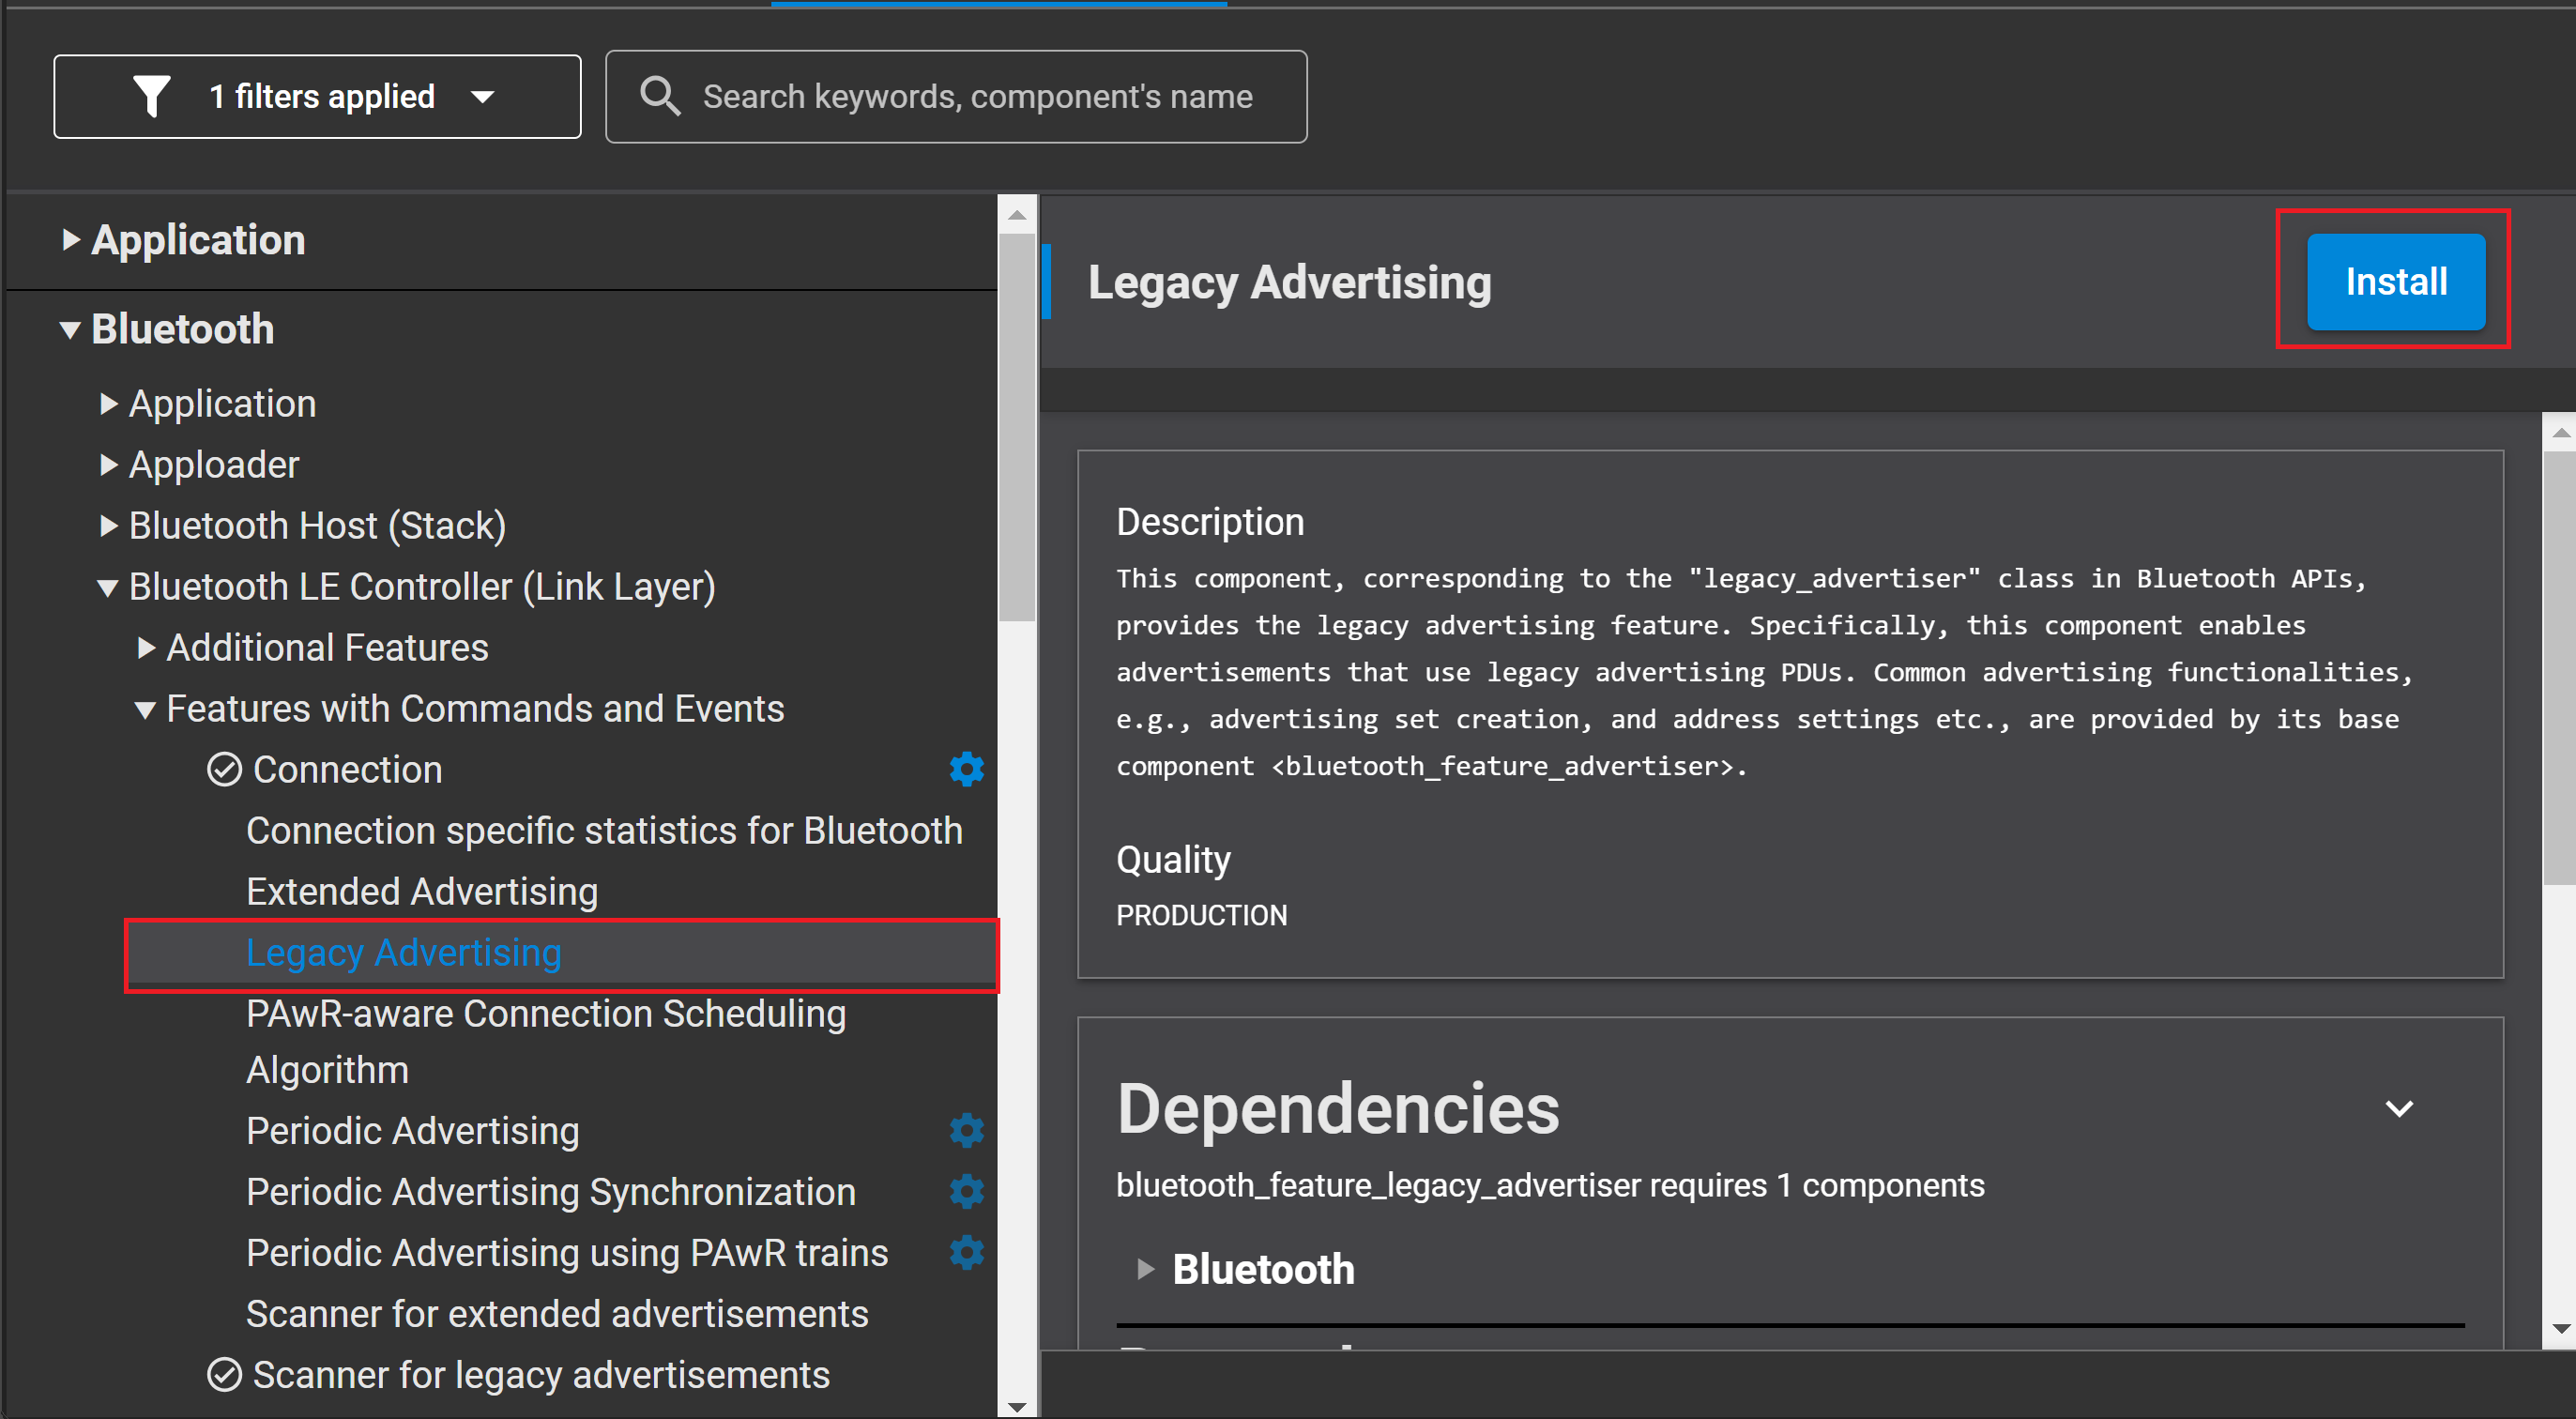 1 filters applied
Search keywords, component's name
Application
Bluetooth
Application
Apploader
Bluetooth Host (Stack)
Bluetooth LE Controller (Link Layer)
Additional Features
Features with Commands and Events
Connection
Connection specific statistics for Bluetooth
Extended Advertising
Legacy Advertising
PAwR-aware Connection Scheduling
Algorithm
Periodic Advertising
Periodic Advertising Synchronization
Periodic Advertising using PAwR trains
Scanner for extended advertisements
Scanner for legacy advertisements
Legacy Advertising
Install
Description
This component, corresponding to the "legacy_advertiser" class in Bluetooth APIs,
provides the legacy advertising feature. Specifically, this component enables
advertisements that use legacy advertising PDUs. Common advertising functionalities,
e.g., advertising set creation, and address settings etc., are provided by its base
component <bluetooth_feature_advertiser>.
Quality
PRODUCTION
Dependencies
bluetooth_feature_legacy_advertiser requires 1 components
Bluetooth